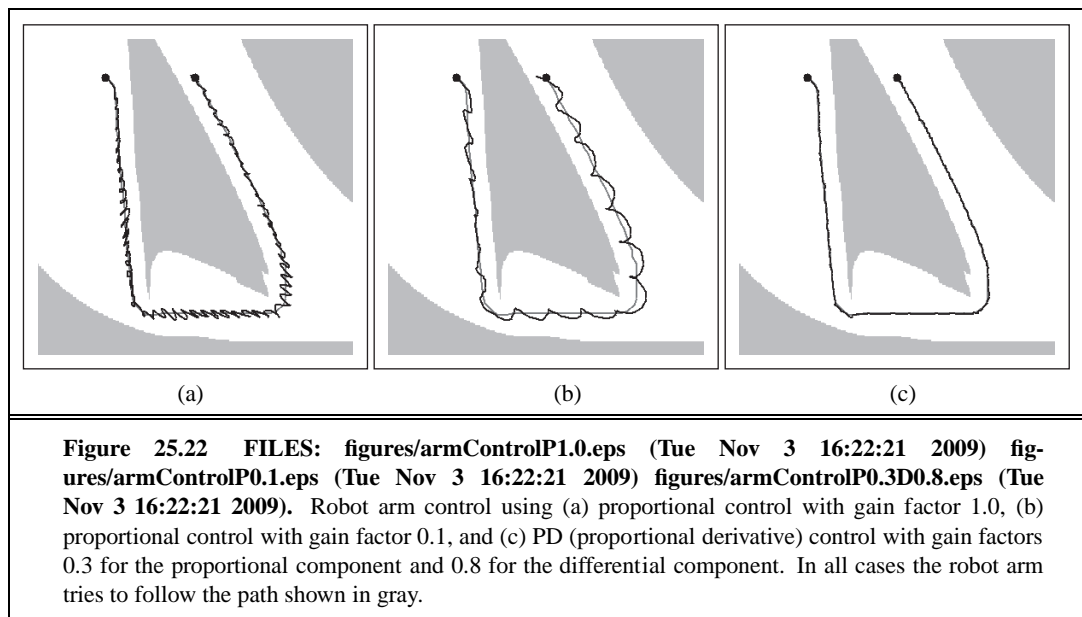 (a) (b) (c)
Figure 25.22 FILES: figures/armControlP1.0.eps (Tue Nov 3 16:22:21 2009) fig-
ures/armControlP0.1.eps (Tue Nov 3 16:22:21 2009) figures/armControlP0.3D0.8.eps (Tue
Nov 3 16:22:21 2009). Robot arm control using (a) proportional control with gain factor 1.0, (b)
proportional control with gain factor 0.1, and (c) PD (proportional derivative) control with gain factors
0.3 for the proportional component and 0.8 for the differential component. In all cases the robot arm
tries to follow the path shown in gray.